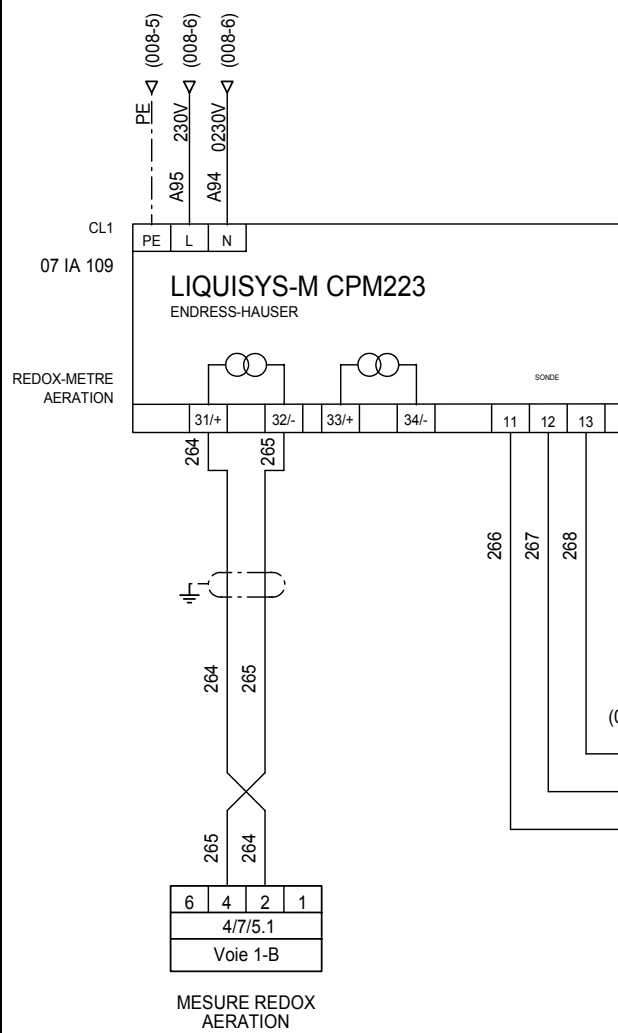 (008-5) (008-6) (008-6)
PE 230V 0230V
A95 A94
CL1
PE L N
07 IA 109
LIQUISYS-M CPM223
ENDRESS-HAUSER
REDOX-METRE
AERATION
SONDE
31/+ 32/- 33/+ 34/- 11 12 13
264 265
266 267 268
264 265
(0
265 264
6 4 2 1
4/7/5.1
Voie 1-B
MESURE REDOX
AERATION